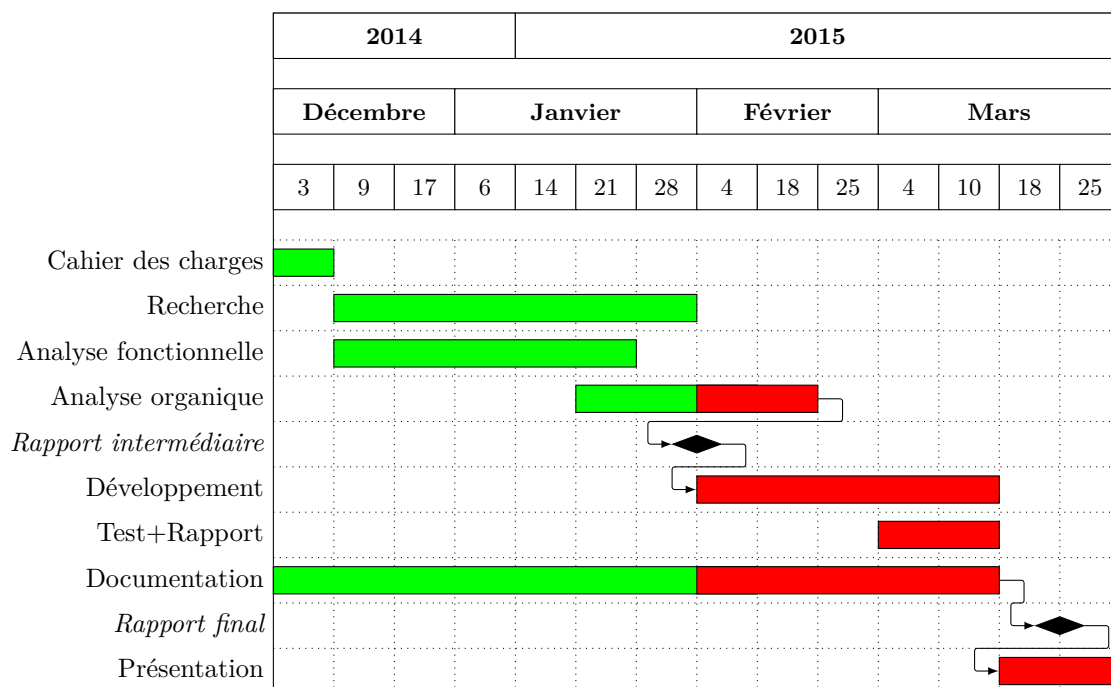 2014 2015
Décembre Janvier Février Mars
3 9 17 6 14 21 28 4 18 25 4 10 18 25
Cahier des charges
Recherche
Analyse fonctionnelle
Analyse organique
Rapport intermédiaire
Développement
Test+Rapport
Documentation
Rapport final
Présentation